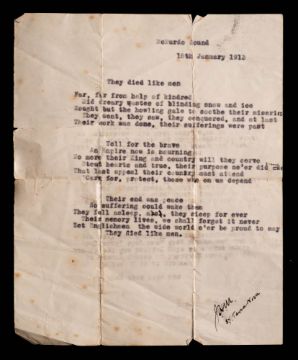 McMurdo Sound
18th January 1913
They died like men
Far, far from help of kindred
Mid dreary wastes of blinding snow and ice
Nought but the howling gale to soothe their
They went, they saw, they conquered, and at last
Their work was done, their sufferings were past
Toll for the brave
An Empire now is mourning
No more their King and country will they serve
Stout hearts and true, their purpose ne'er did
That last appeal their country must attend
'Care for, protect, those who on us depend
Their end was peace
No suffering could make them
They fell asleep, they sleep for ever
Their memory lives, we shall forget it never
Let Englishmen the wide world o'er be proud to say
They died like men.